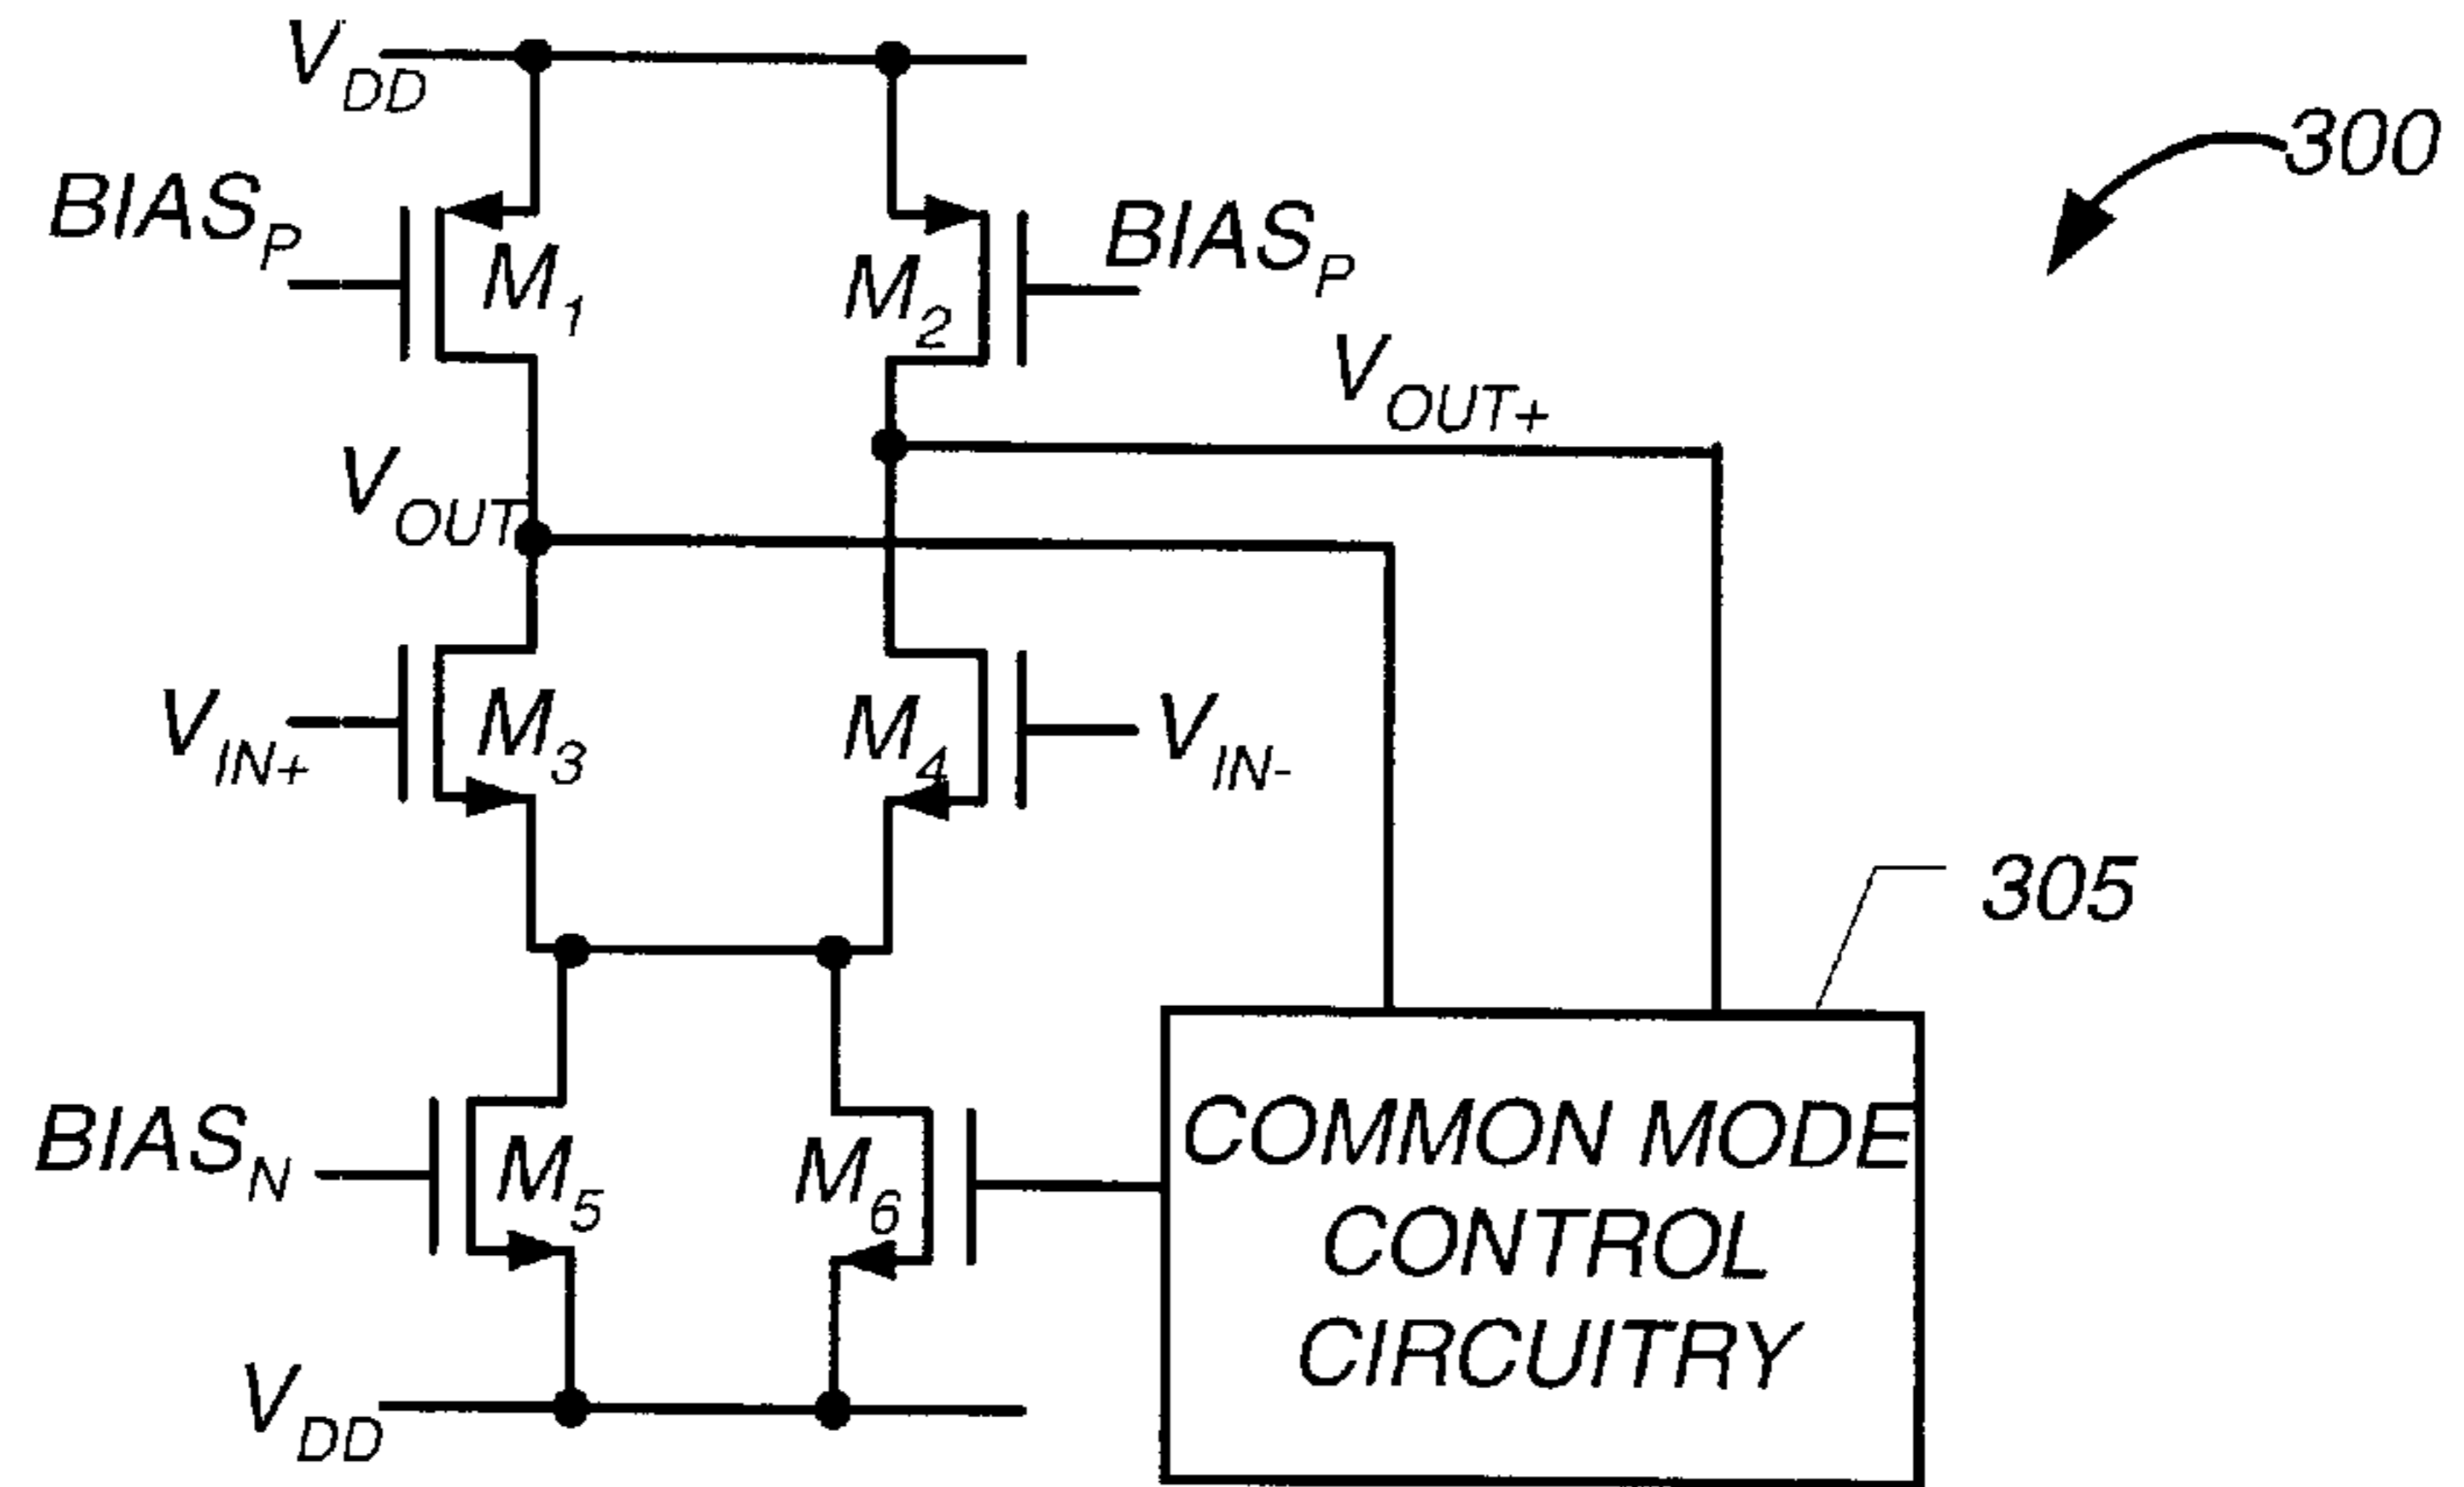 V_DD
300
BIAS_P
M_1
M_2
BIAS_P
V_OUT+
V_OUT
V_IN+
M_3
M_4
V_IN-
305
BIAS_N
M_5
M_6
COMMON MODE
CONTROL
CIRCUITRY
V_DD